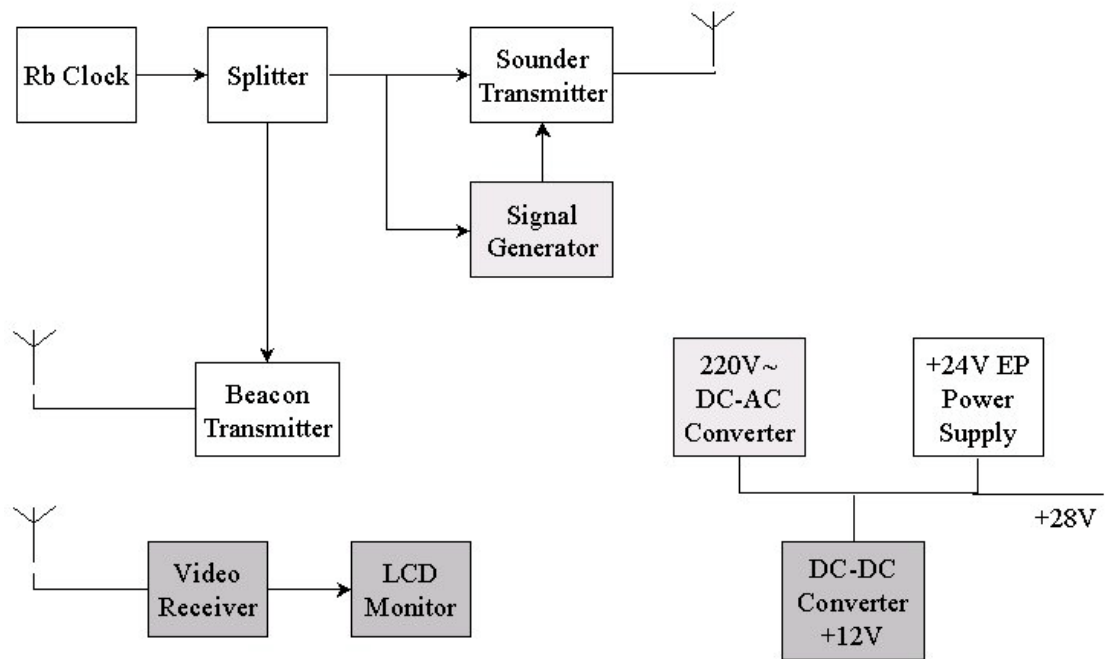 Rb Clock
Splitter
Sounder
Transmitter
Signal
Generator
Beacon
Transmitter
220V~
DC-AC
Converter
+24V EP
Power
Supply
+28V
Video
Receiver
LCD
Monitor
DC-DC
Converter
+12V